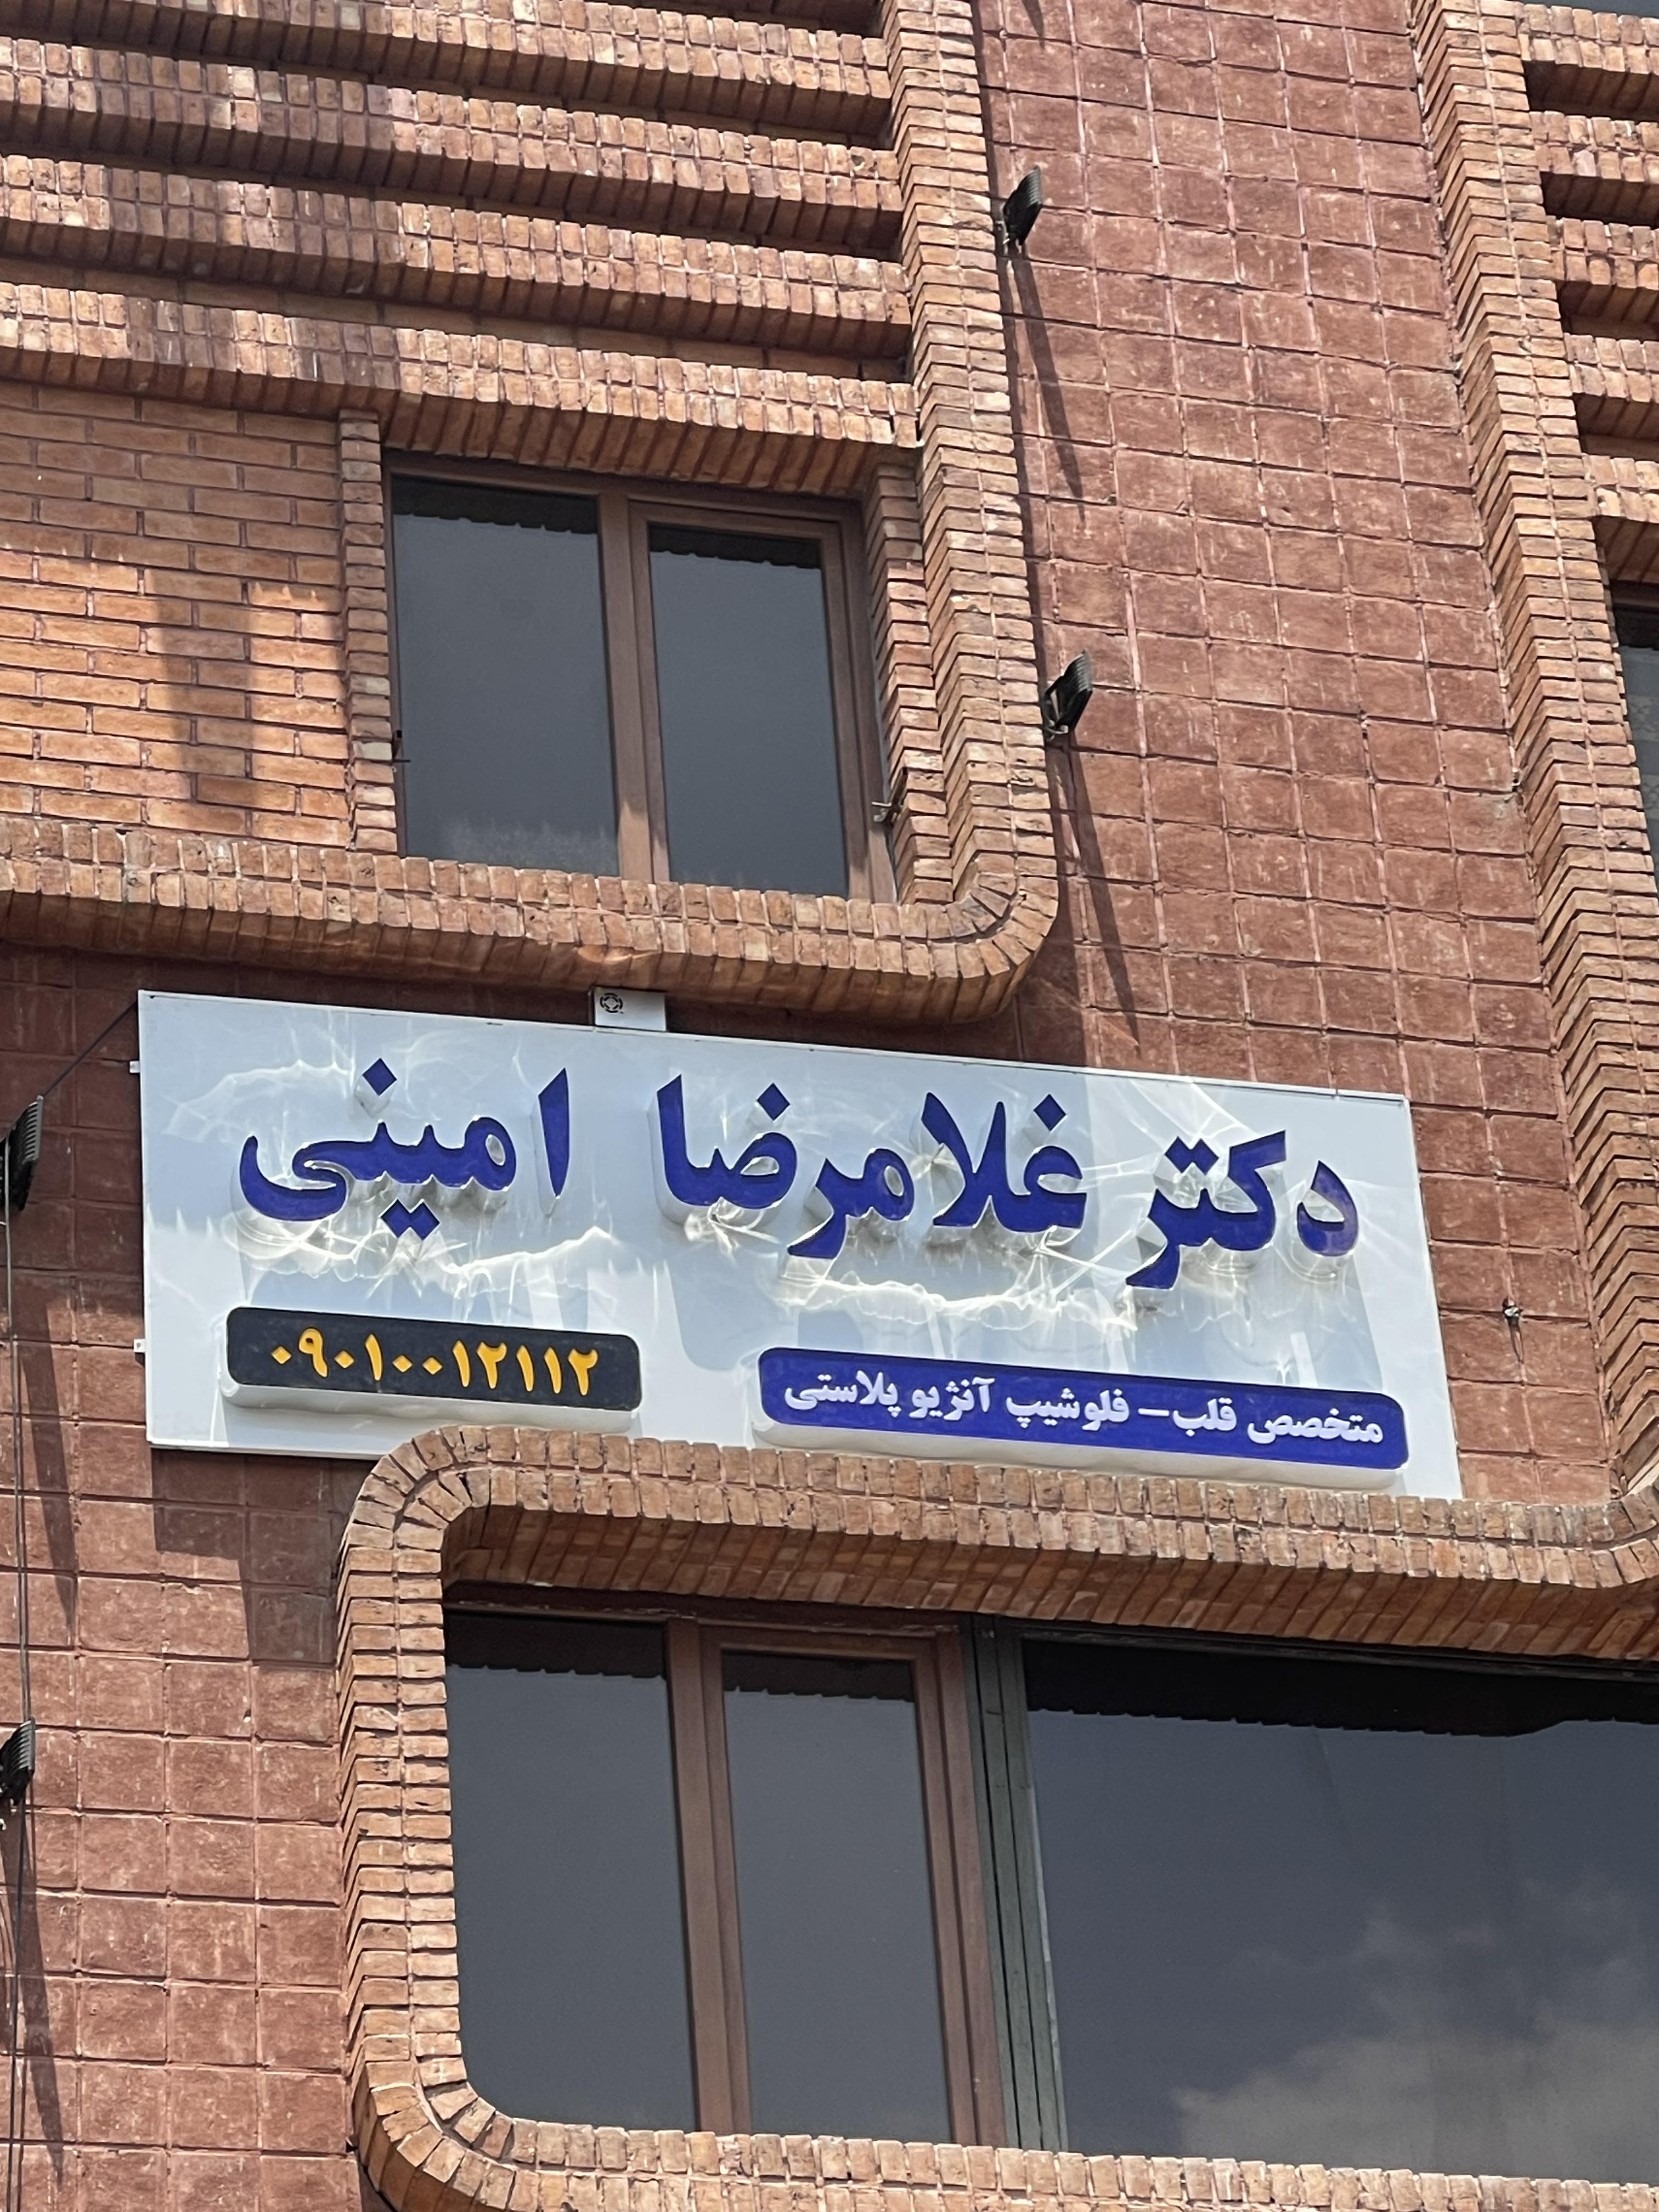 دکتر غلامرضا امینی
متخصص قلب - فلوشیپ آنژیو پلاستی
۰۹۰۱۰۰۱۲۱۱۲